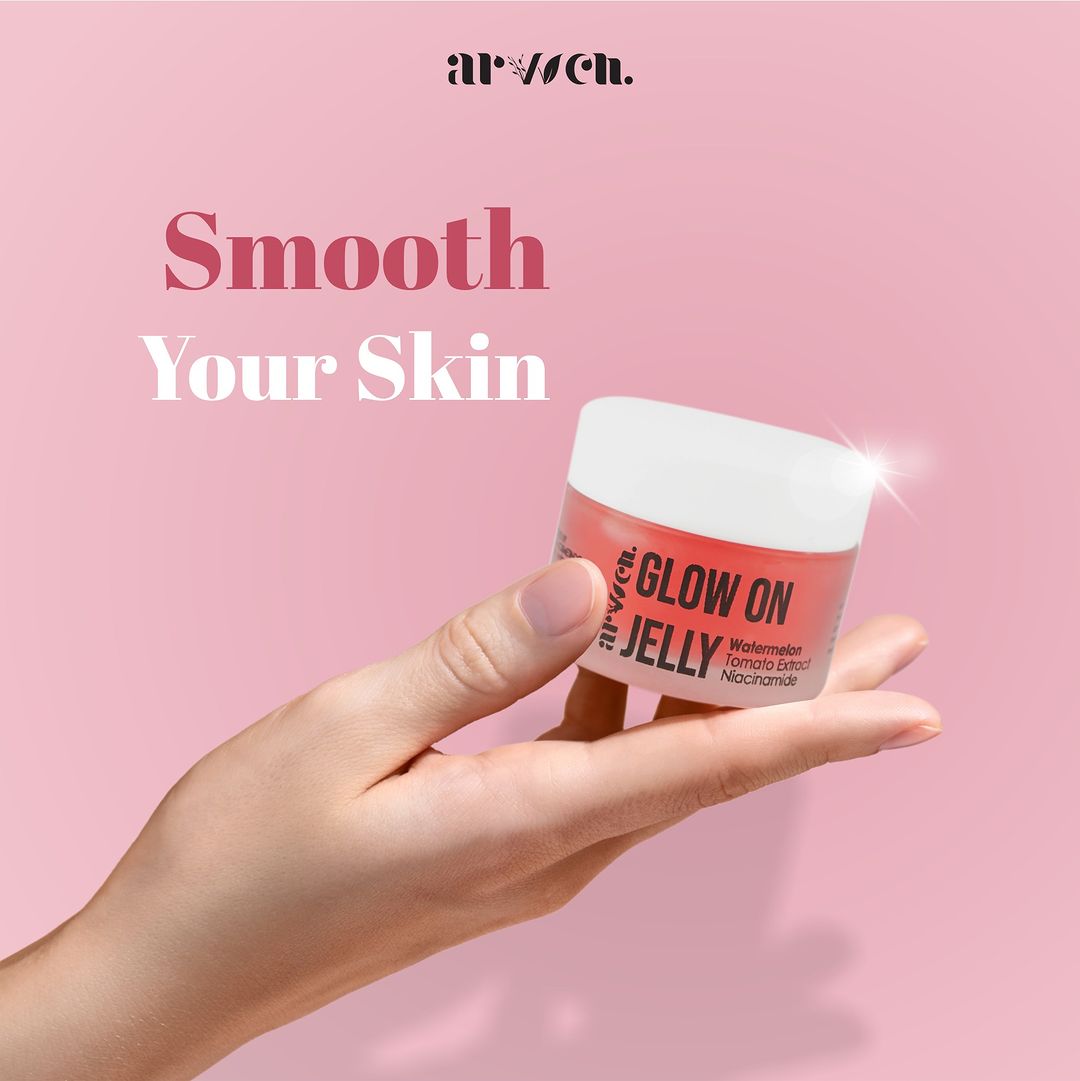 arwen.
Smooth
Your Skin
arwen.
GLOW ON
JELLY
Watermelon
Tomato Extract
Niacinamide